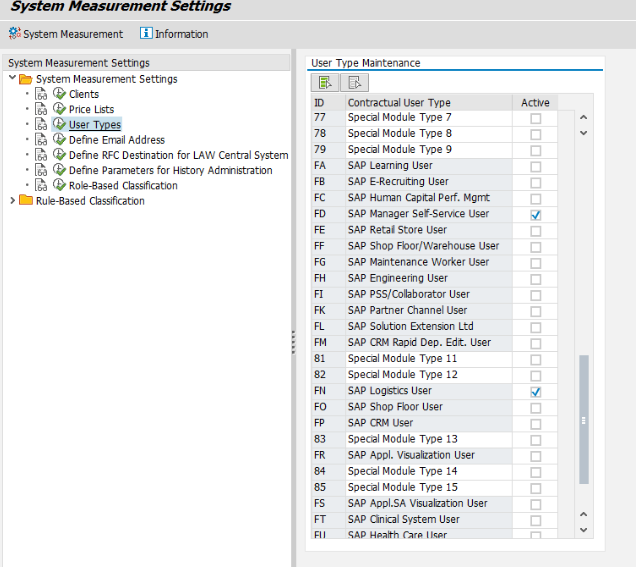 System Measurement Settings
System Measurement
Information
System Measurement Settings
System Measurement Settings
Clients
Price Lists
User Types
Define Email Address
Define RFC Destination for LAW Central System
Define Parameters for History Administration
Role-Based Classification
Rule-Based Classification
User Type Maintenance
ID Contractual User Type Active
77 Special Module Type 7
78 Special Module Type 8
79 Special Module Type 9
FA SAP Learning User
FB SAP E-Recruiting User
FC SAP Human Capital Perf. Mgmt
FD SAP Manager Self-Service User
FE SAP Retail Store User
FF SAP Shop Floor/Warehouse User
FG SAP Maintenance Worker User
FH SAP Engineering User
FI SAP PSS/Collaborator User
FK SAP Partner Channel User
FL SAP Solution Extension Ltd
FM SAP CRM Rapid Dep. Edit. User
81 Special Module Type 11
82 Special Module Type 12
FN SAP Logistics User
FO SAP Shop Floor User
FP SAP CRM User
83 Special Module Type 13
FR SAP Appl. Visualization User
84 Special Module Type 14
85 Special Module Type 15
FS SAP Appl.SA Visualization User
FT SAP Clinical System User
FU SAP Health Care User